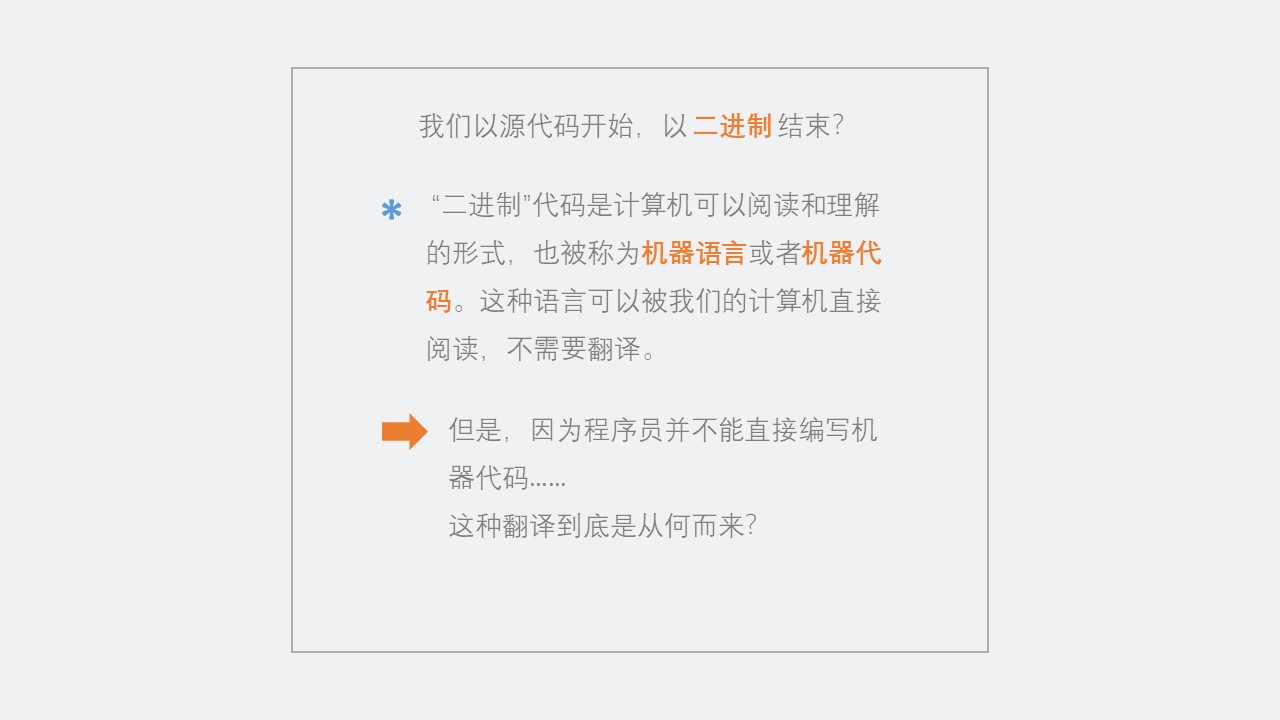 我们以源代码开始，以 二进制 结束？
* “二进制”代码是计算机可以阅读和理解
的形式，也被称为机器语言或者机器代
码。这种语言可以被我们的计算机直接
阅读，不需要翻译。
但是，因为程序员并不能直接编写机
器代码……
这种翻译到底是从何而来？